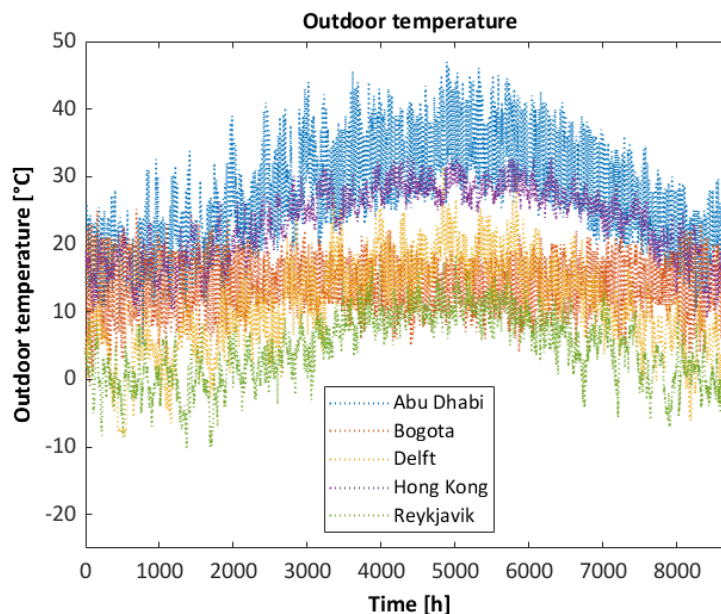 Outdoor temperature
50
40
30
20
10
0
-10
-20
Outdoor temperature [°C]
Abu Dhabi
Bogota
Delft
Hong Kong
Reykjavik
0 1000 2000 3000 4000 5000 6000 7000 8000
Time [h]